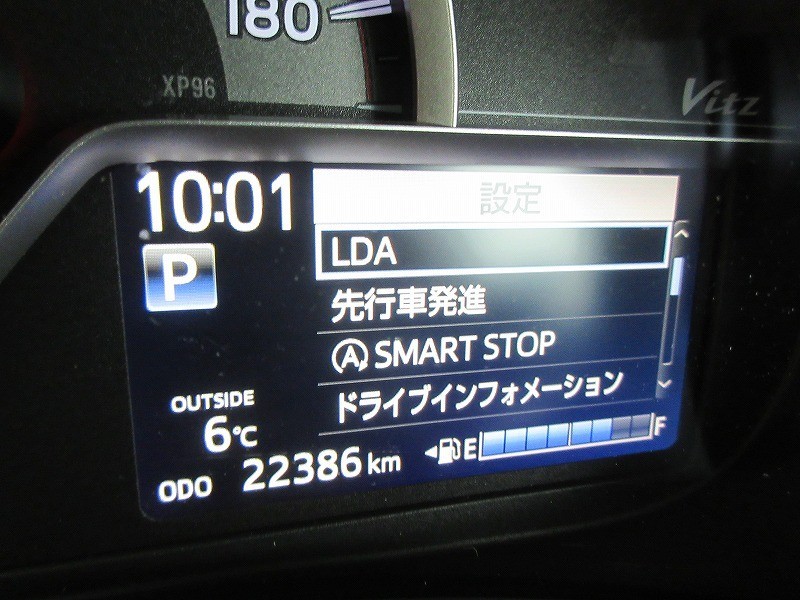 180
XP96
Vitz
10:01
設定
P
LDA
先行車発進
A SMART STOP
ドライブインフォメーション
OUTSIDE
6℃
E F
ODO 22386 km